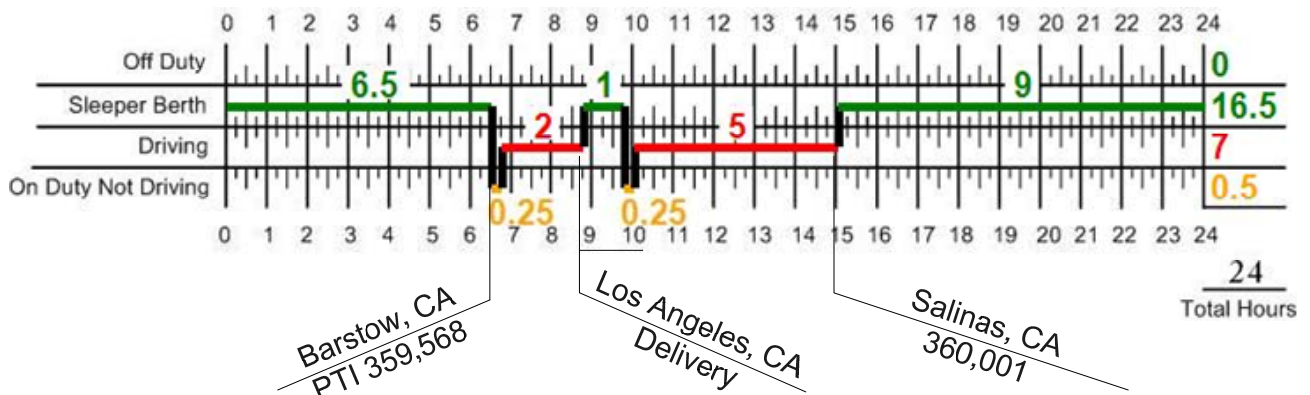 0 1 2 3 4 5 6 7 8 9 10 11 12 13 14 15 16 17 18 19 20 21 22 23 24
Off Duty 0
6.5 1 9
Sleeper Berth 16.5
2 5
Driving 7
On Duty Not Driving 0.5
0.25 0.25
0 1 2 3 4 5 6 7 8 9 10 11 12 13 14 15 16 17 18 19 20 21 22 23 24
24
Total Hours
Barstow, CA
PTI 359,568
Los Angeles, CA
Delivery
Salinas, CA
360,001